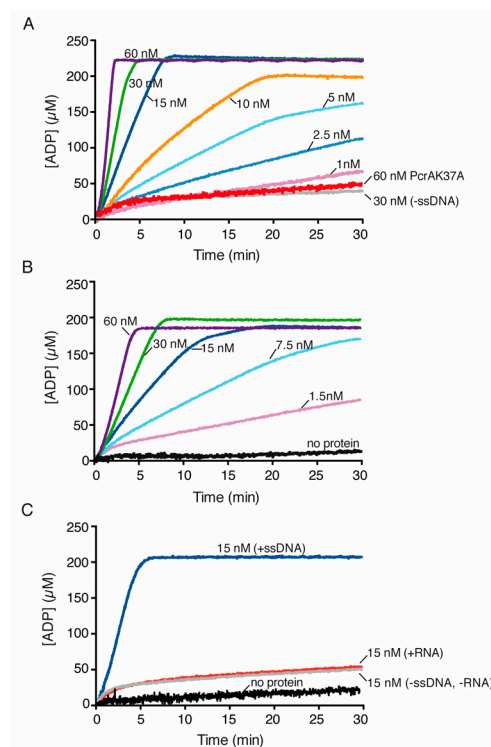 A
250
60 nM
200
30 nM
15 nM
10 nM
5 nM
150
[ADP] (µM)
100
2.5 nM
1nM
50
60 nM PcrAK37A
30 nM (-ssDNA)
0
0 5 10 15 20 25 30
Time (min)
B
250
200
60 nM
30 nM
15 nM
7.5 nM
150
[ADP] (µM)
100
1.5nM
50
no protein
0
0 5 10 15 20 25 30
Time (min)
C
250
15 nM (+ssDNA)
200
150
[ADP] (µM)
100
15 nM (+RNA)
50
no protein
15 nM (-ssDNA, -RNA)
0
0 5 10 15 20 25 30
Time (min)